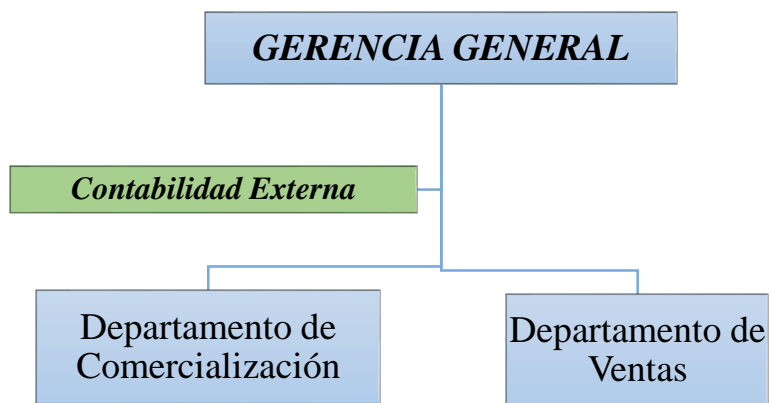 GERENCIA GENERAL
Contabilidad Externa
Departamento de
Comercialización
Departamento de
Ventas